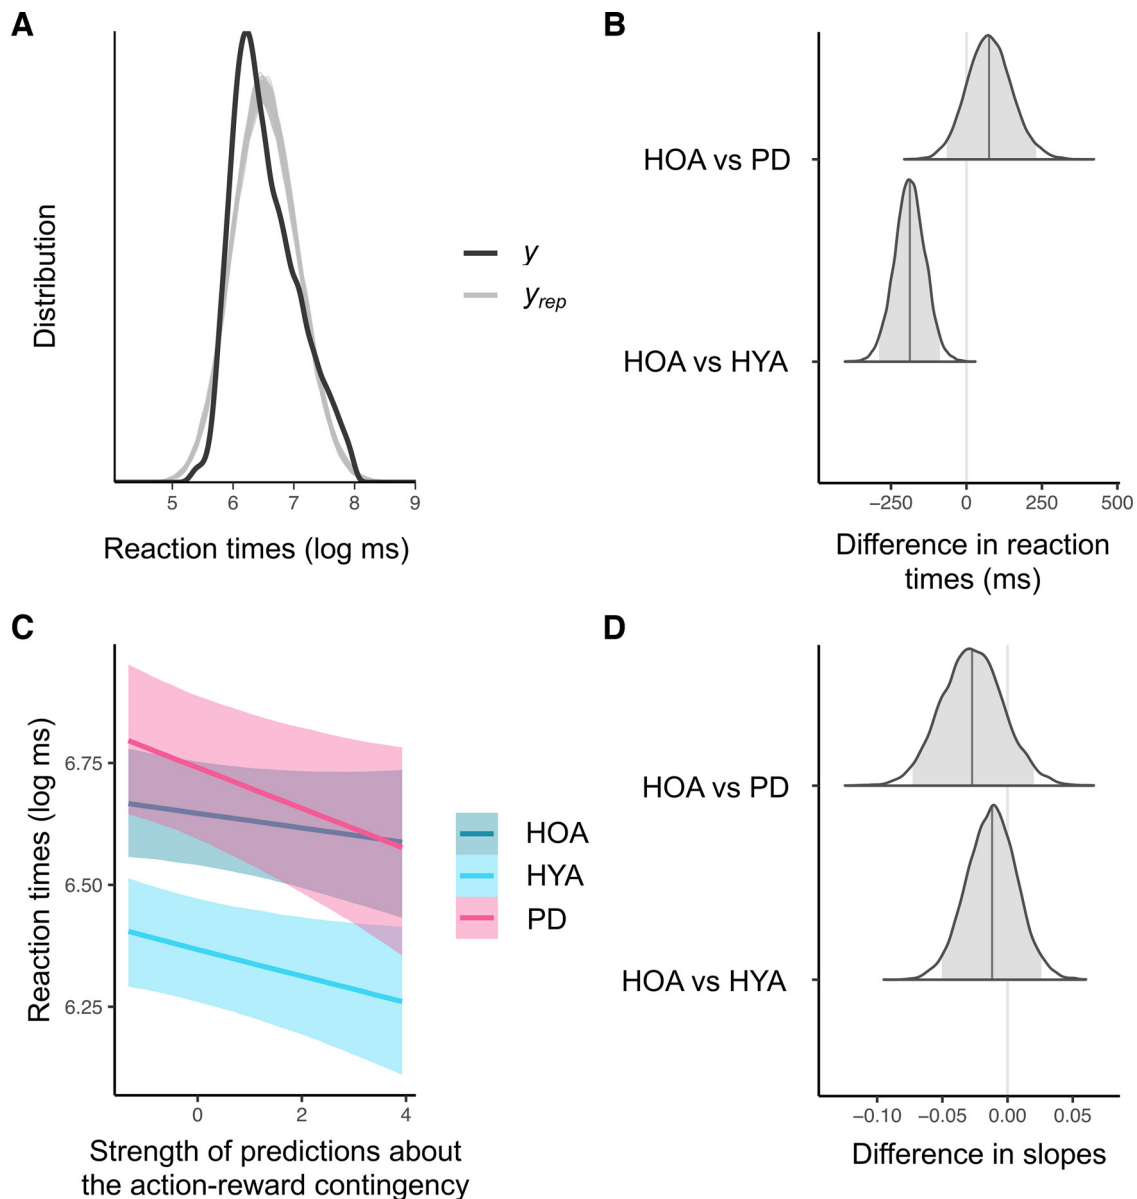 A
Distribution
5 6 7 8 9
Reaction times (log ms)
y
yrep
B
HOA vs PD
HOA vs HYA
−250 0 250 500
Difference in reaction
times (ms)
C
Reaction times (log ms)
6.75
6.50
6.25
0 2 4
Strength of predictions about
the action-reward contingency
HOA
HYA
PD
D
HOA vs PD
HOA vs HYA
−0.10 −0.05 0.00 0.05
Difference in slopes